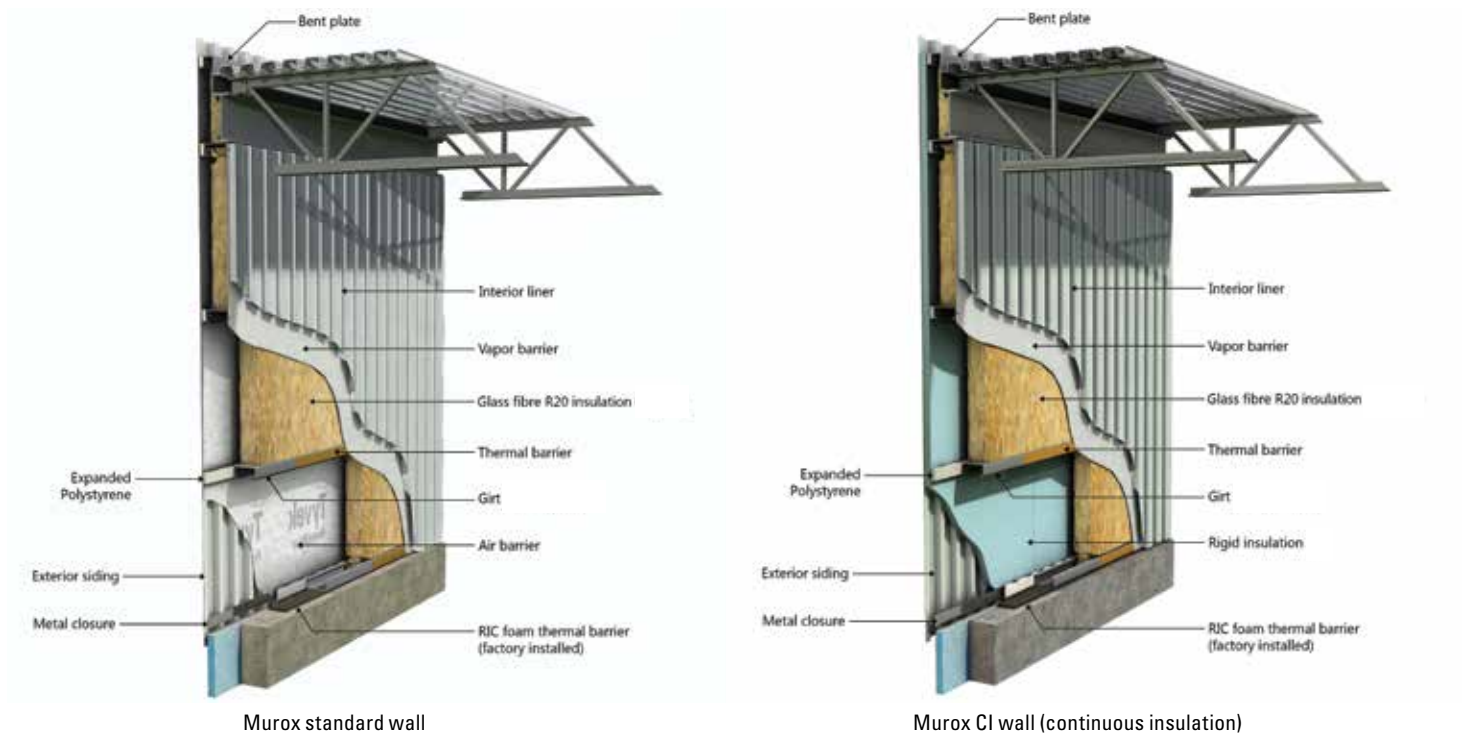 Bent plate
Interior liner
Vapor barrier
Glass fibre R20 insulation
Thermal barrier
Expanded
Polystyrene
Girt
Tyvek
Ty
Air barrier
Exterior siding
Metal closure
RIC foam thermal barrier
(factory installed)
Murox standard wall
Bent plate
Interior liner
Vapor barrier
Glass fibre R20 insulation
Thermal barrier
Expanded
Polystyrene
Girt
Rigid insulation
Exterior siding
Metal closure
RIC foam thermal barrier
(factory installed)
Murox CI wall (continuous insulation)